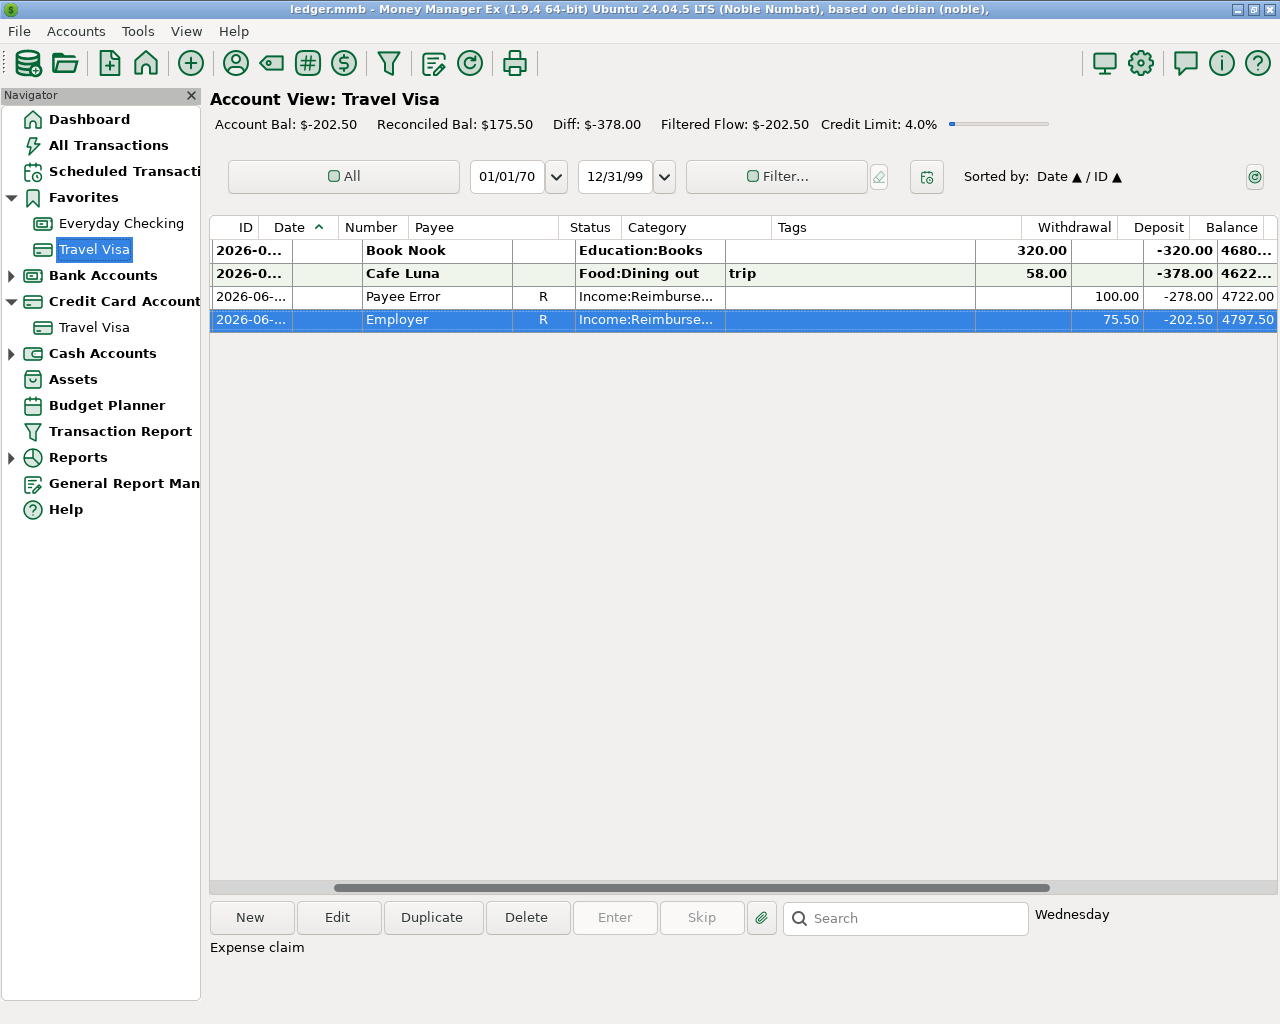 ledger.mmb - Money Manager Ex (1.9.4 64-bit) Ubuntu 24.04.5 LTS (Noble Numbat), based on debian (noble),
File Accounts Tools View Help
Navigator
Dashboard
All Transactions
Scheduled Transacti
Favorites
Everyday Checking
Travel Visa
Bank Accounts
Credit Card Account
Travel Visa
Cash Accounts
Assets
Budget Planner
Transaction Report
Reports
General Report Man
Help
Account View: Travel Visa
Account Bal: $-202.50 Reconciled Bal: $175.50 Diff: $-378.00 Filtered Flow: $-202.50 Credit Limit: 4.0%
All 01/01/70 12/31/99 Filter... Sorted by: Date ▲ / ID ▲
ID Date Number Payee Status Category Tags Withdrawal Deposit Balance
2026-0... Book Nook Education:Books 320.00 -320.00 4680...
2026-0... Cafe Luna Food:Dining out trip 58.00 -378.00 4622...
2026-06-... Payee Error R Income:Reimburse... 100.00 -278.00 4722.00
2026-06-... Employer R Income:Reimburse... 75.50 -202.50 4797.50
New Edit Duplicate Delete Enter Skip Search Wednesday
Expense claim